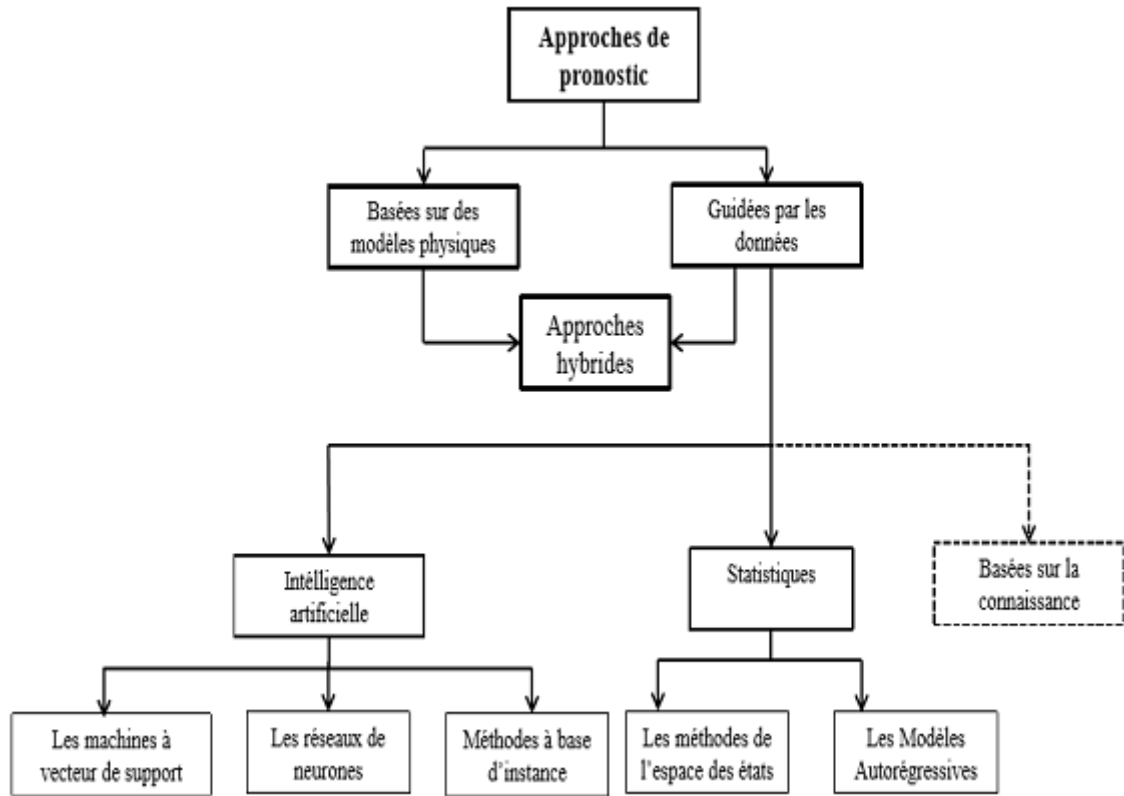 Approches de
pronostic
Basées sur des
modèles physiques
Guidées par les
données
Approches
hybrides
Intélligence
artificielle
Statistiques
Basées sur la
connaissance
Les machines à
vecteur de support
Les réseaux de
neurones
Méthodes à base
d'instance
Les méthodes de
l'espace des états
Les Modèles
Autorégressives